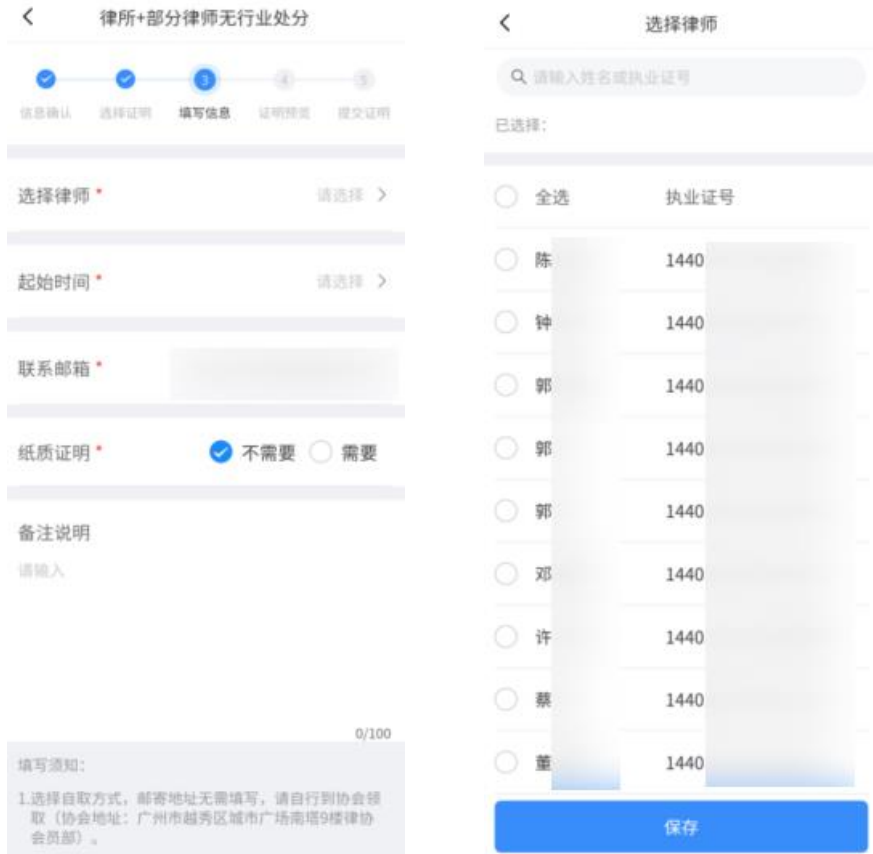 律所+部分律师无行业处分
3
4
5
信息确认
选择证明
填写信息
证明预览
提交证明
选择律师 *
请选择
起始时间 *
请选择
联系邮箱 *
纸质证明 *
不需要
需要
备注说明
请输入
0/100
填写须知：
1.选择自取方式，邮寄地址无需填写，请自行到协会领
取（协会地址：广州市越秀区城市广场南塔9楼律协
会员部）。
选择律师
请输入姓名或执业证号
已选择：
全选 执业证号
陈 1440
钟 1440
郭 1440
郭 1440
郭 1440
邓 1440
许 1440
蔡 1440
董 1440
保存